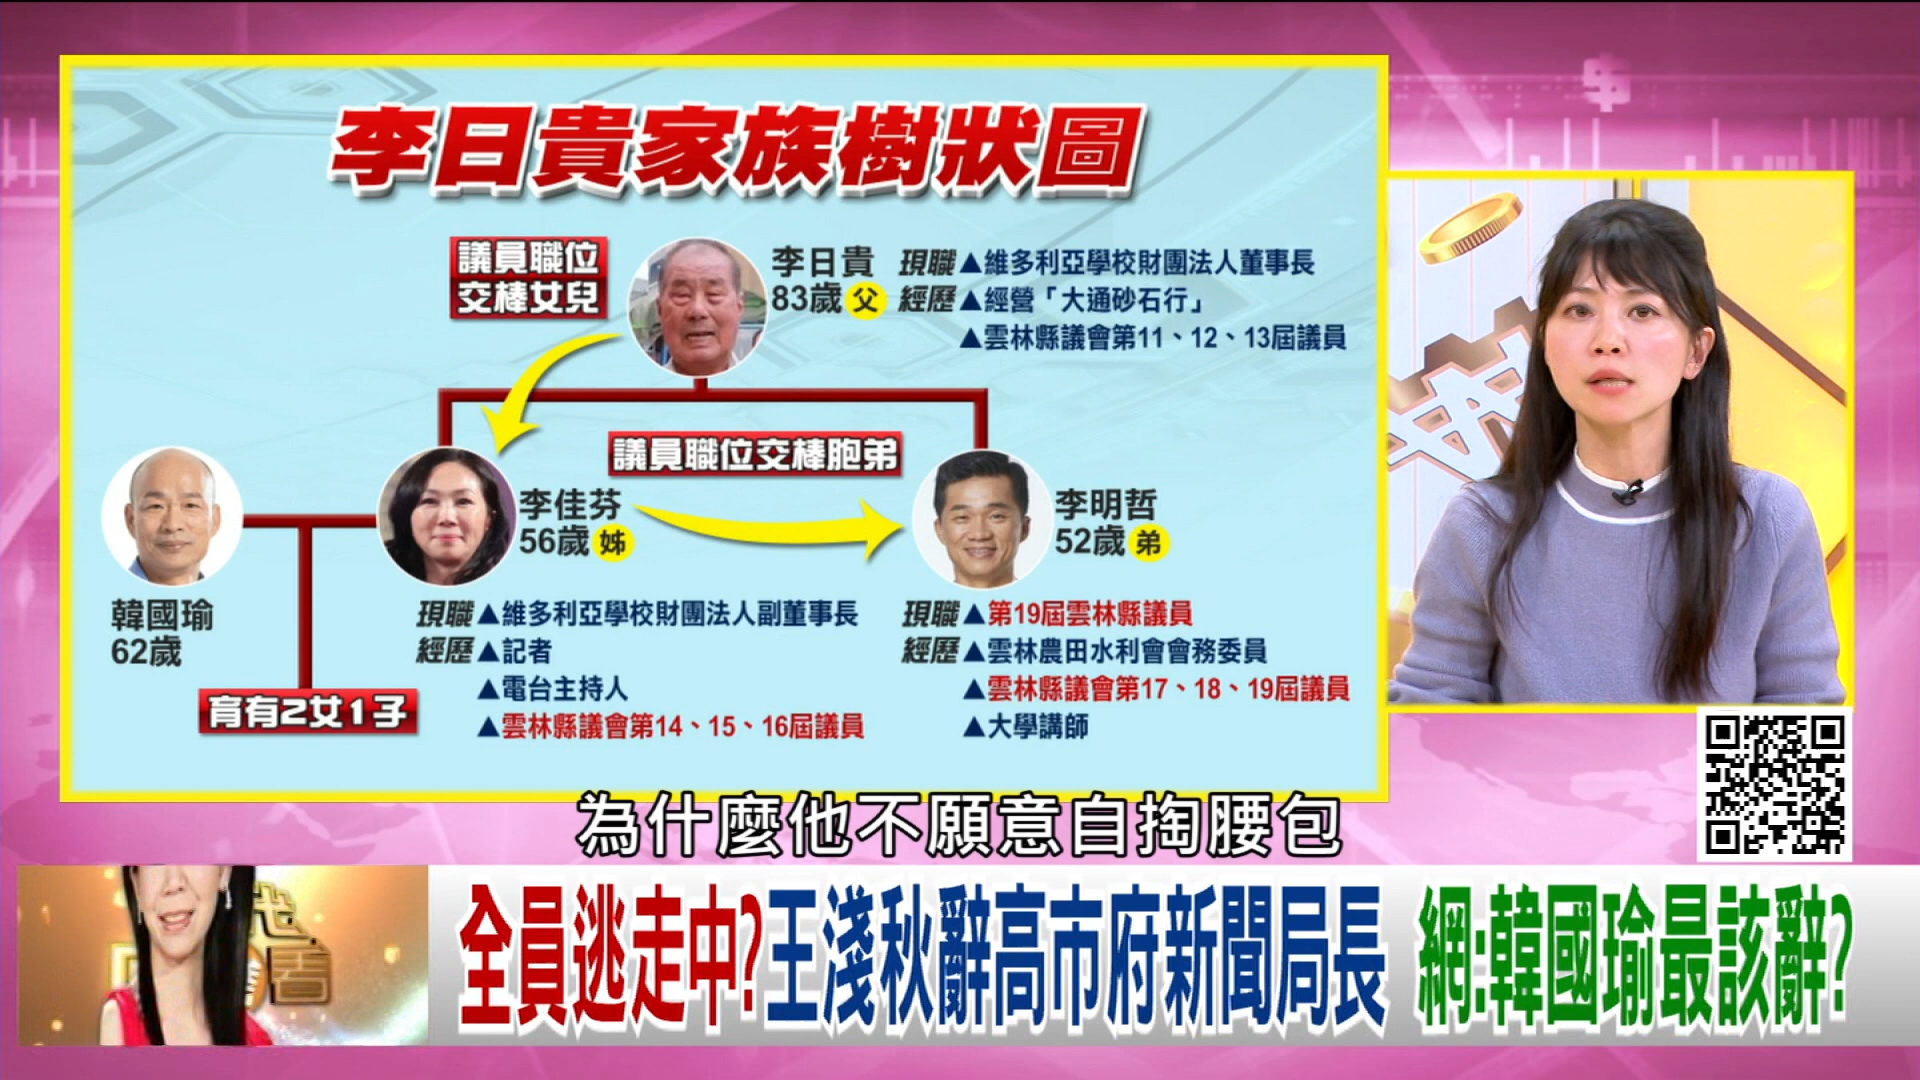 李日貴家族樹狀圖
議員職位
交棒女兒
李日貴
83歲 父
現職▲維多利亞學校財團法人董事長
經歷▲經營「大通砂石行」
▲雲林縣議會第11、12、13屆議員
議員職位交棒胞弟
李佳芬
56歲 姊
李明哲
52歲 弟
韓國瑜
62歲
現職▲維多利亞學校財團法人副董事長
經歷▲記者
▲電台主持人
▲雲林縣議會第14、15、16屆議員
現職▲第19屆雲林縣議員
經歷▲雲林農田水利會會務委員
▲雲林縣議會第17、18、19屆議員
▲大學講師
育有2女1子
為什麼他不願意自掏腰包
全員逃走中?王淺秋辭高市府新聞局長 網:韓國瑜最該辭?